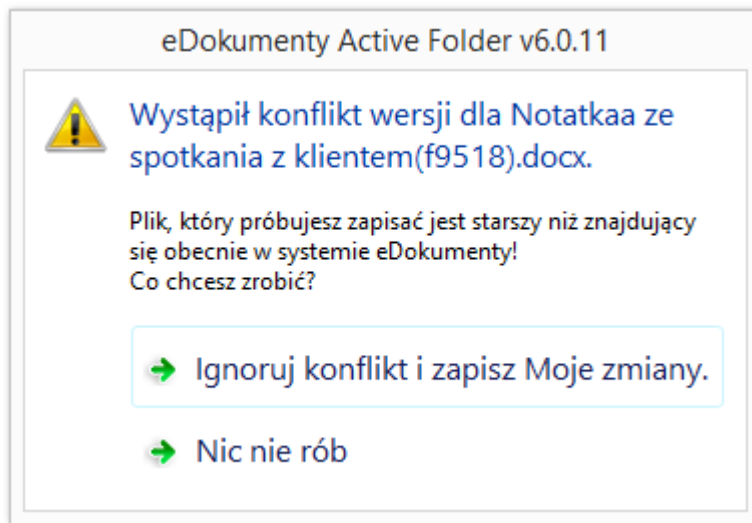 eDokumenty Active Folder v6.0.11
Wystąpił konflikt wersji dla Notatkaa ze
spotkania z klientem(f9518).docx.
Plik, który próbujesz zapisać jest starszy niż znajdujący
się obecnie w systemie eDokumenty!
Co chcesz zrobić?
Ignoruj konflikt i zapisz Moje zmiany.
Nic nie rób